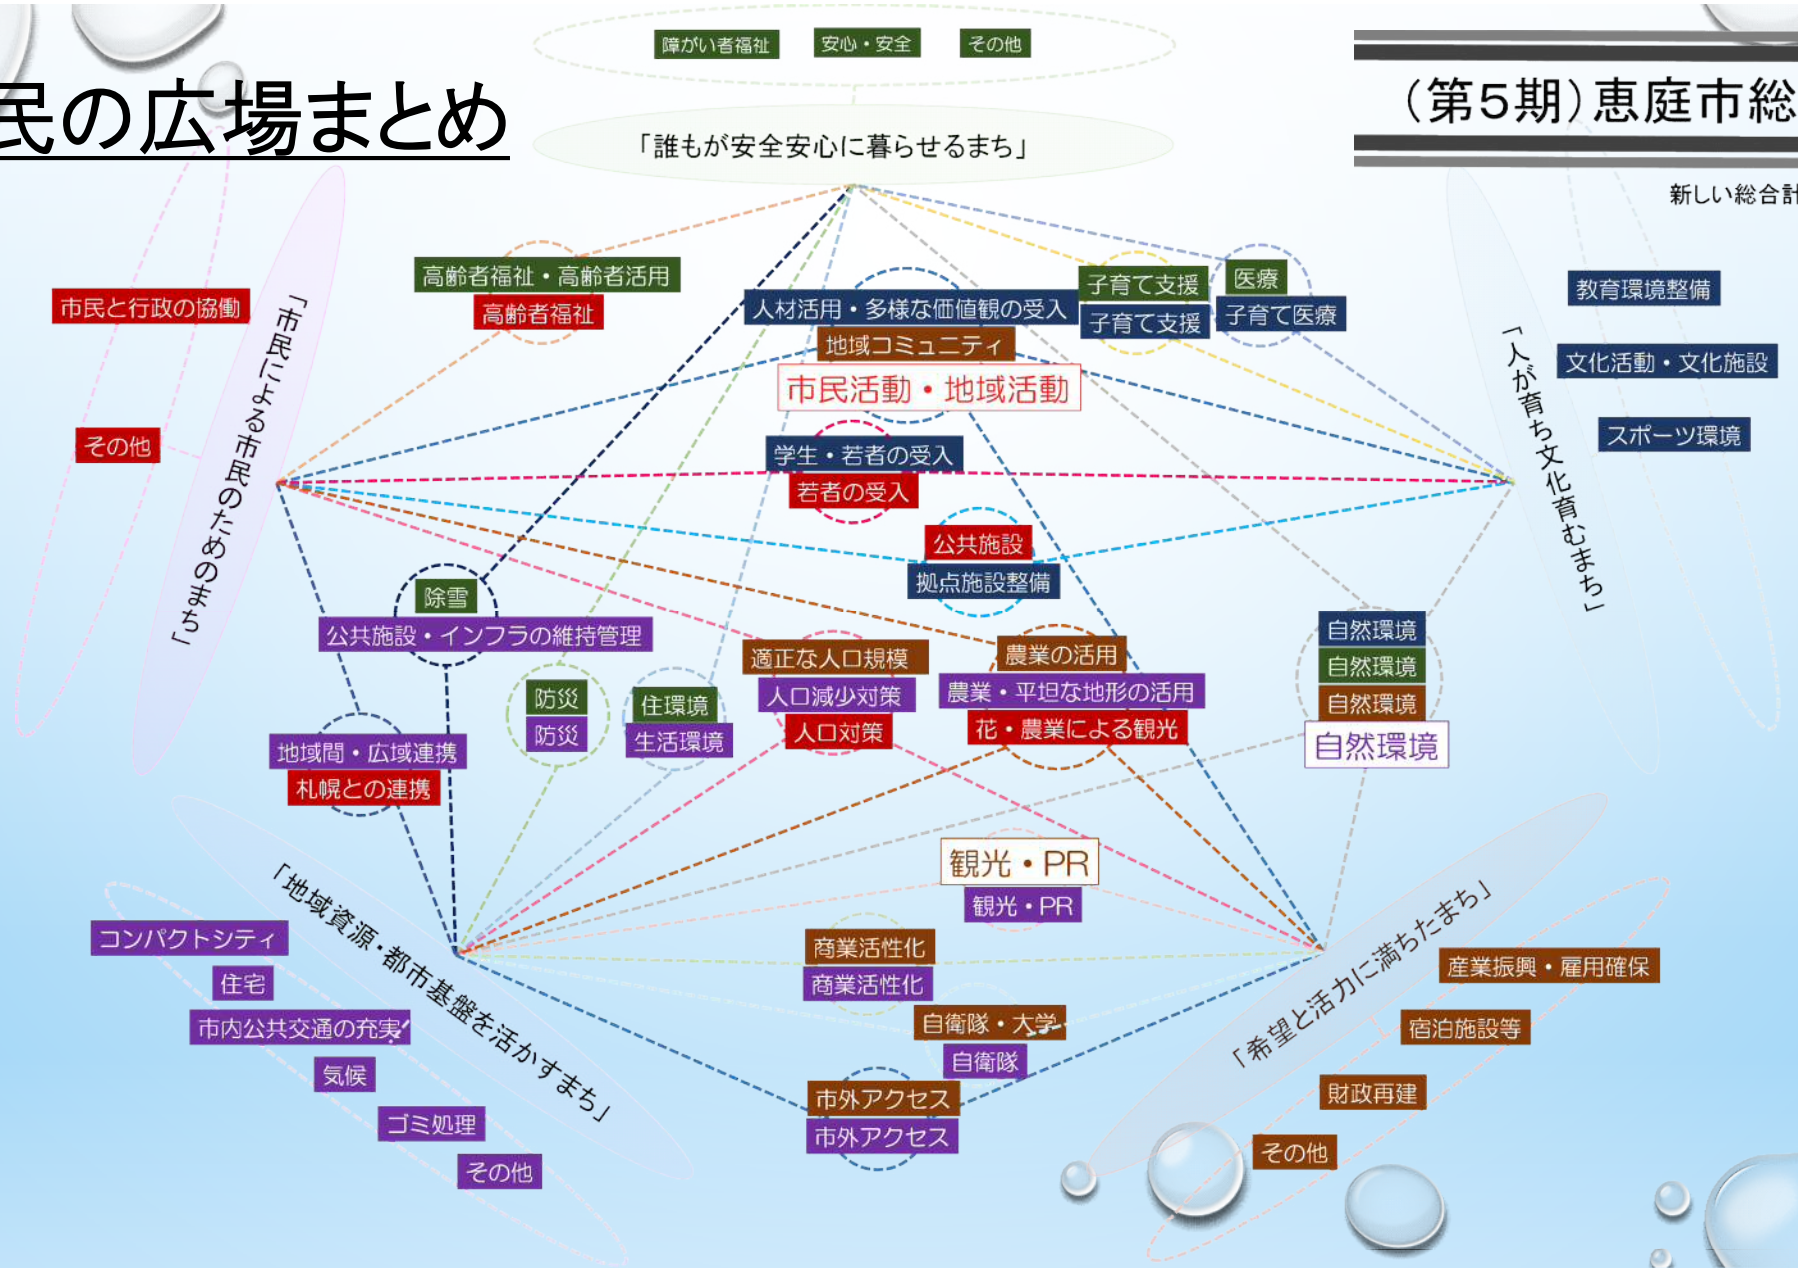 障がい者福祉
安心・安全
その他
民の広場まとめ
(第5期)恵庭市総
「誰もが安全安心に暮らせるまち」
新しい総合計
市民と行政の協働
その他
「市民による市民のためのまち」
高齢者福祉・高齢者活用
高齢者福祉
人材活用・多様な価値観の受入
地域コミュニティ
市民活動・地域活動
子育て支援
子育て支援
医療
子育て医療
教育環境整備
文化活動・文化施設
スポーツ環境
「人が育ち文化育むまち」
学生・若者の受入
若者の受入
公共施設
拠点施設整備
除雪
公共施設・インフラの維持管理
防災
防災
住環境
生活環境
適正な人口規模
人口減少対策
人口対策
農業の活用
農業・平坦な地形の活用
花・農業による観光
自然環境
自然環境
自然環境
自然環境
地域間・広域連携
札幌との連携
観光・PR
観光・PR
商業活性化
商業活性化
自衛隊・大学
自衛隊
市外アクセス
市外アクセス
「地域資源・都市基盤を活かすまち」
コンパクトシティ
住宅
市内公共交通の充実
気候
ゴミ処理
その他
「希望と活力に満ちたまち」
産業振興・雇用確保
宿泊施設等
財政再建
その他